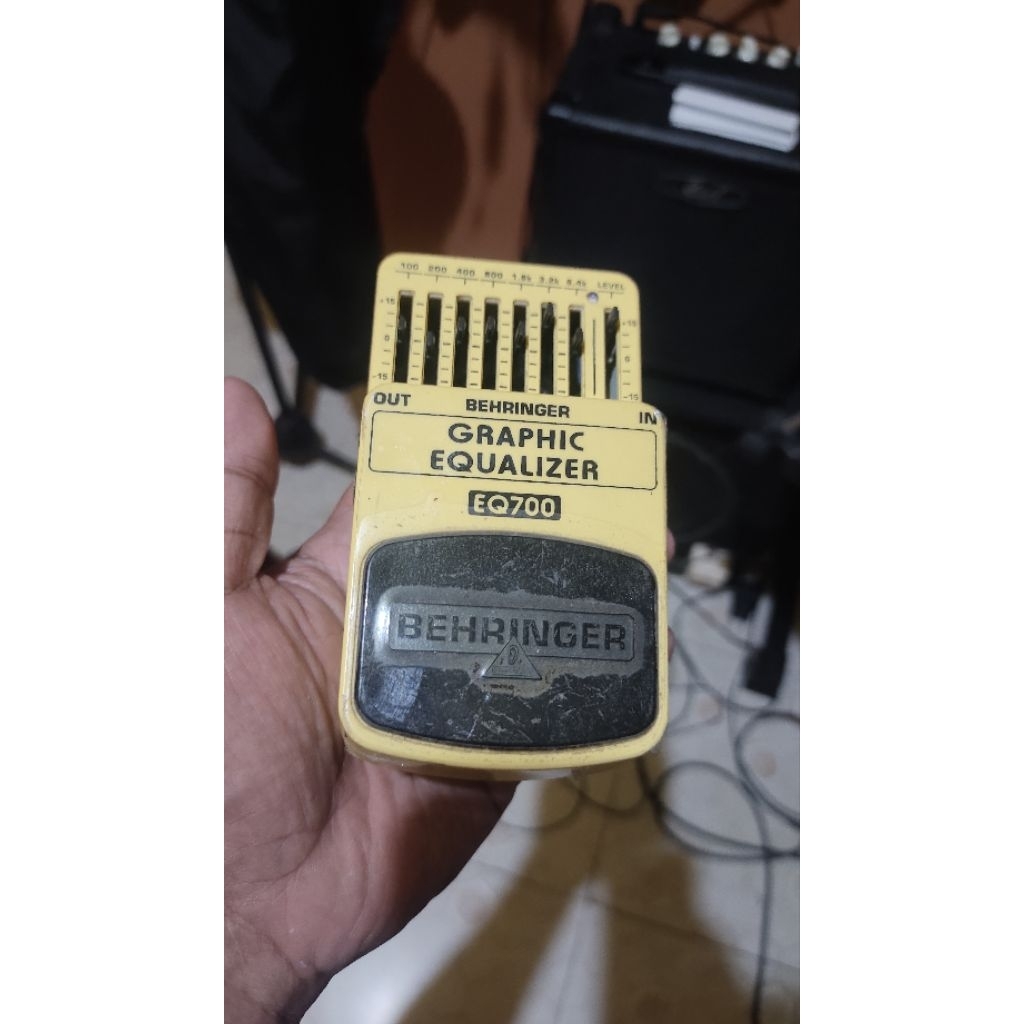 100 200 400 800 1.6k 3.2k 6.4k LEVEL
+15 +15
0 0
-15 -15
OUT BEHRINGER IN
GRAPHIC
EQUALIZER
EQ700
BEHRINGER